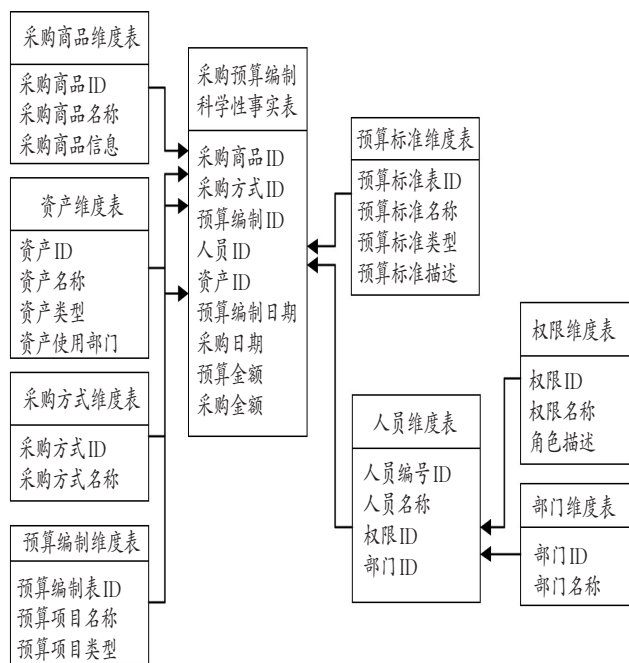 采购商品维度表
采购商品ID
采购商品名称
采购商品信息
资产维度表
资产ID
资产名称
资产类型
资产使用部门
采购方式维度表
采购方式ID
采购方式名称
预算编制维度表
预算编制表ID
预算项目名称
预算项目类型
采购预算编制
科学性事实表
采购商品ID
采购方式ID
预算编制ID
人员ID
资产ID
预算编制日期
采购日期
预算金额
采购金额
预算标准维度表
预算标准表ID
预算标准名称
预算标准类型
预算标准描述
人员维度表
人员编号ID
人员名称
权限ID
部门ID
权限维度表
权限ID
权限名称
角色描述
部门维度表
部门ID
部门名称